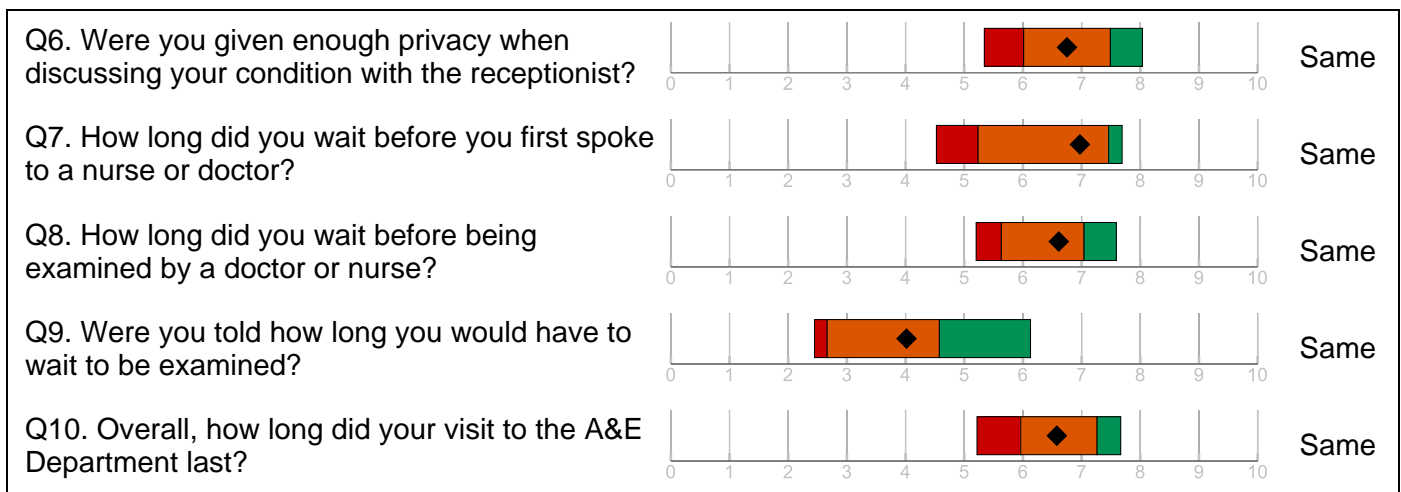 Q6. Were you given enough privacy when
discussing your condition with the receptionist?
0 1 2 3 4 5 6 7 8 9 10
Same
Q7. How long did you wait before you first spoke
to a nurse or doctor?
0 1 2 3 4 5 6 7 8 9 10
Same
Q8. How long did you wait before being
examined by a doctor or nurse?
0 1 2 3 4 5 6 7 8 9 10
Same
Q9. Were you told how long you would have to
wait to be examined?
0 1 2 3 4 5 6 7 8 9 10
Same
Q10. Overall, how long did your visit to the A&E
Department last?
0 1 2 3 4 5 6 7 8 9 10
Same